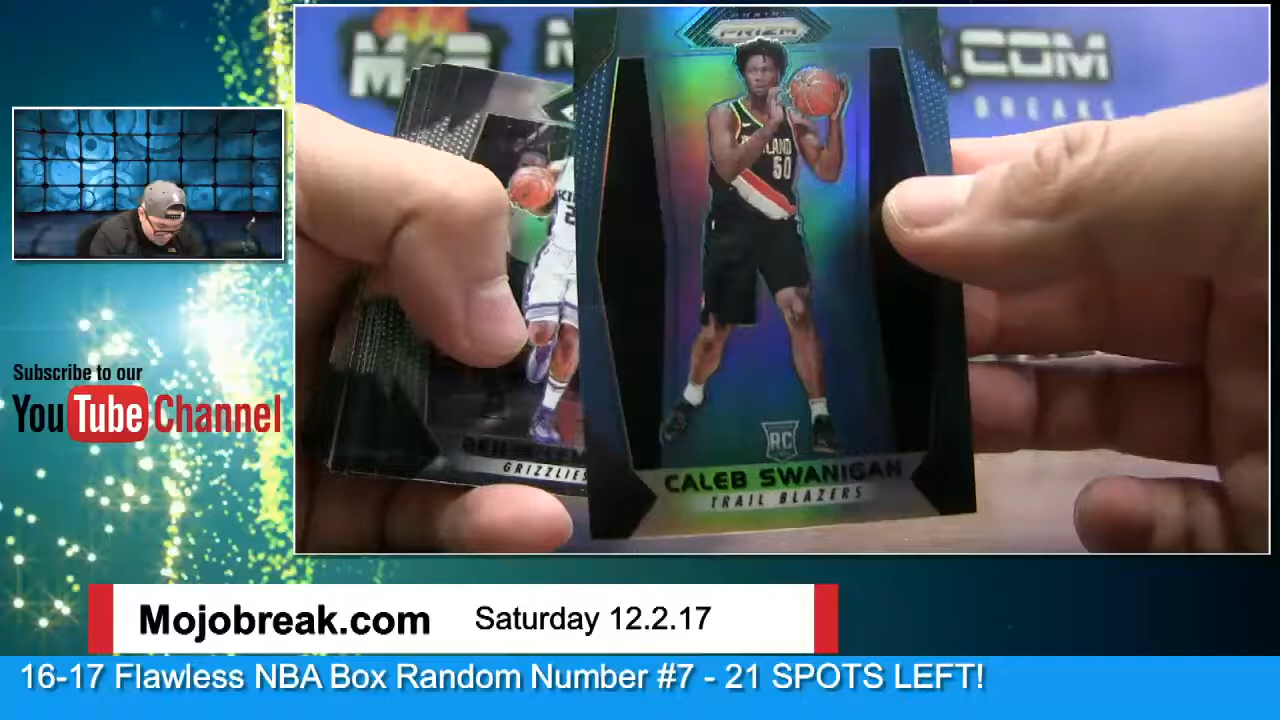 .COM
BREAKS
PRIZM
LAND
50
RC
CALEB SWANIGAN
TRAIL BLAZERS
GRIZZLIES
Subscribe to our
YouTube Channel
Mojobreak.com Saturday 12.2.17
16-17 Flawless NBA Box Random Number #7 - 21 SPOTS LEFT!